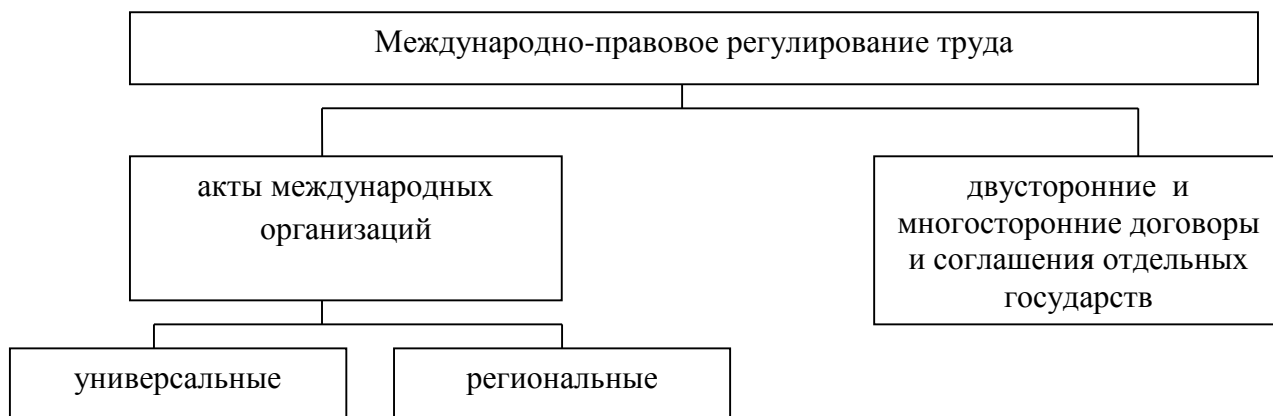 Международно-правовое регулирование труда
акты международных
организаций
двусторонние и
многосторонние договоры
и соглашения отдельных
государств
универсальные
региональные